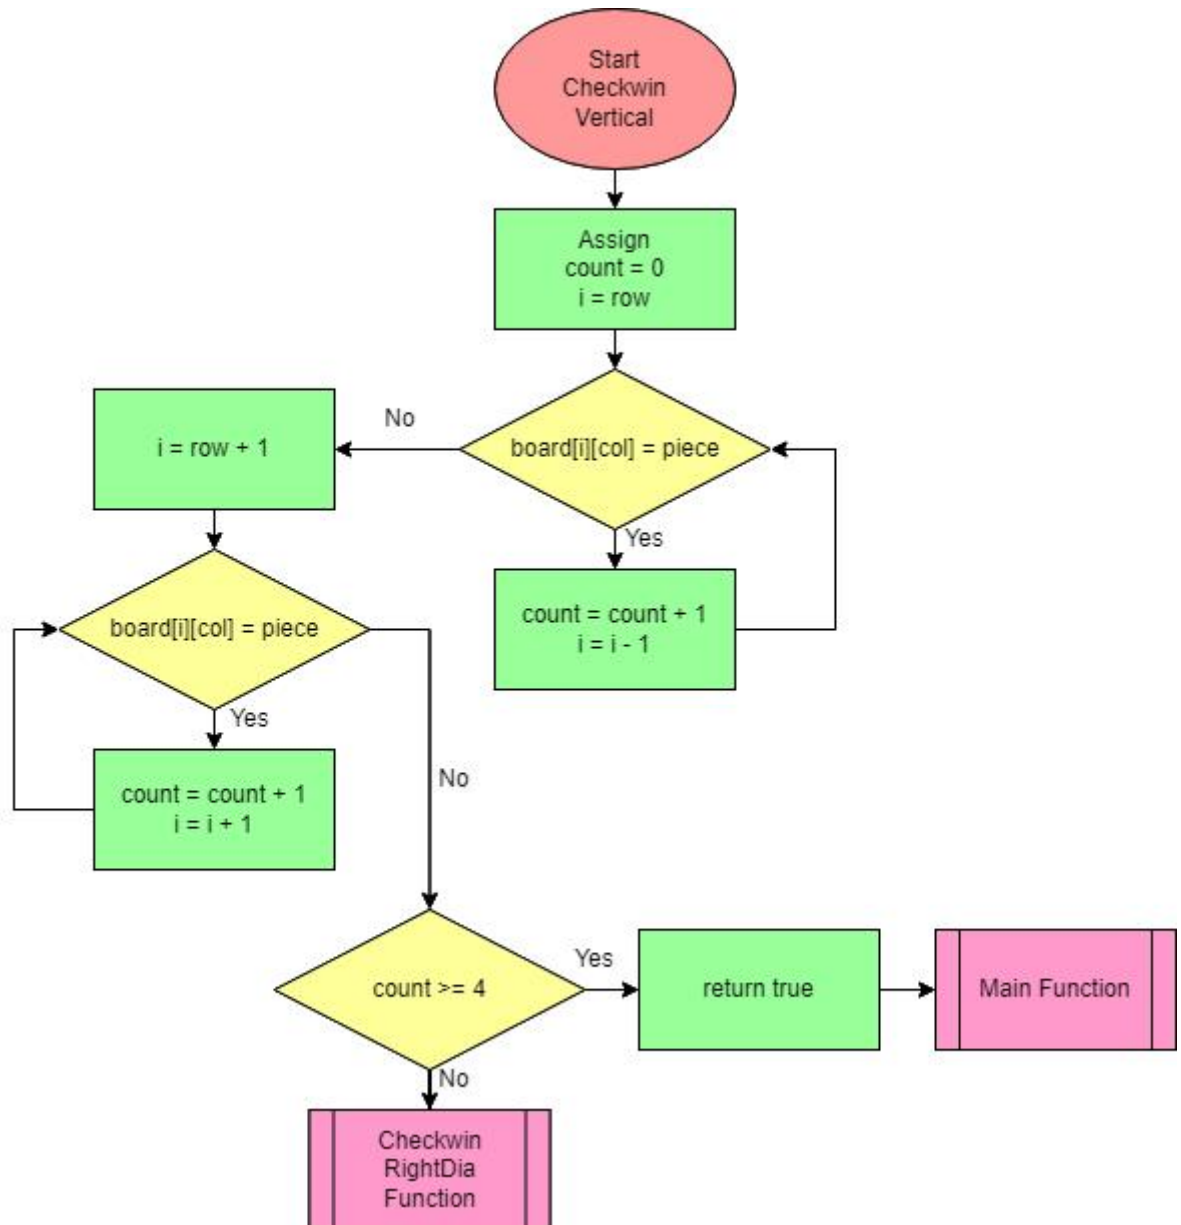 Start
Checkwin
Vertical
Assign
count = 0
i = row
board[i][col] = piece
No
i = row + 1
Yes
count = count + 1
i = i - 1
board[i][col] = piece
Yes
count = count + 1
i = i + 1
No
count >= 4
Yes
return true
Main Function
No
Checkwin
RightDia
Function